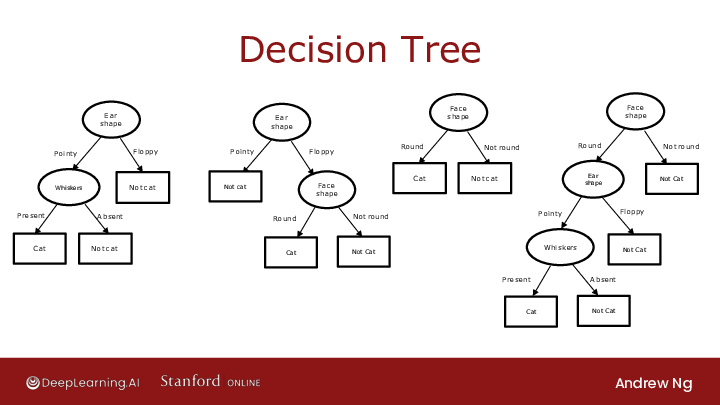 Decision Tree
Ear
shape
Pointy
Floppy
Whiskers
Not cat
Present
Absent
Cat
Not cat
Ear
shape
Pointy
Floppy
Not cat
Face
shape
Round
Not round
Cat
Not Cat
Face
shape
Round
Not round
Cat
Not cat
Face
shape
Round
Not round
Ear
shape
Not Cat
Pointy
Floppy
Whiskers
Not Cat
Present
Absent
Cat
Not Cat
DeepLearning.AI
Stanford ONLINE
Andrew Ng